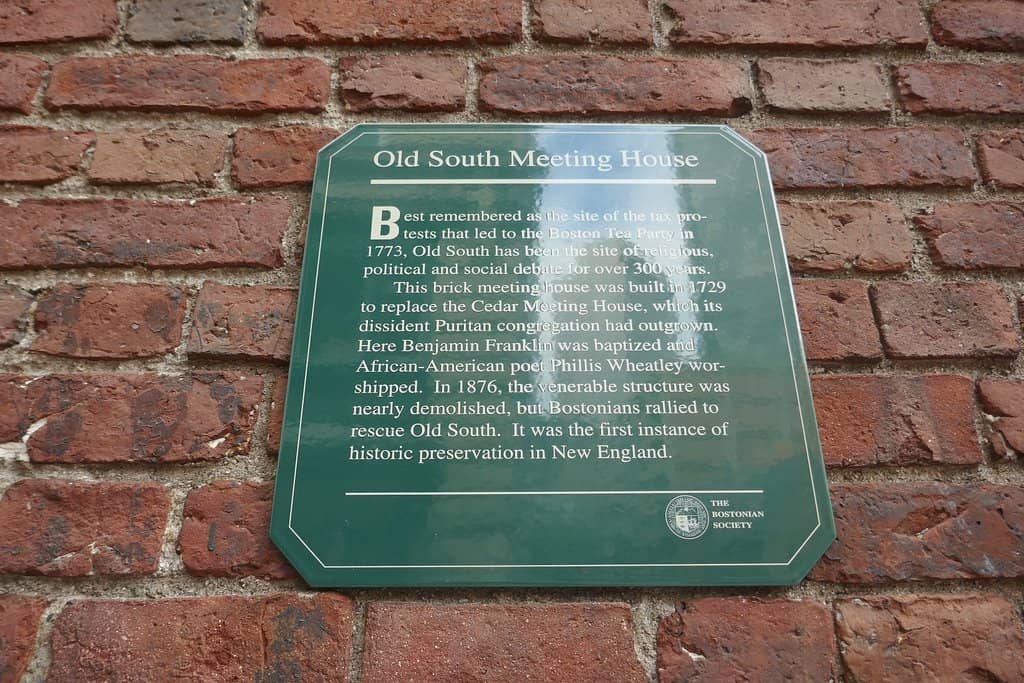 Old South Meeting House
Best remembered as the site of the tax pro-
tests that led to the Boston Tea Party in
1773, Old South has been the site of religious,
political and social debate for over 300 years.
This brick meeting house was built in 1729
to replace the Cedar Meeting House, which its
dissident Puritan congregation had outgrown.
Here Benjamin Franklin was baptized and
African-American poet Phillis Wheatley wor-
shipped. In 1876, the venerable structure was
nearly demolished, but Bostonians rallied to
rescue Old South. It was the first instance of
historic preservation in New England.
THE
BOSTONIAN
SOCIETY